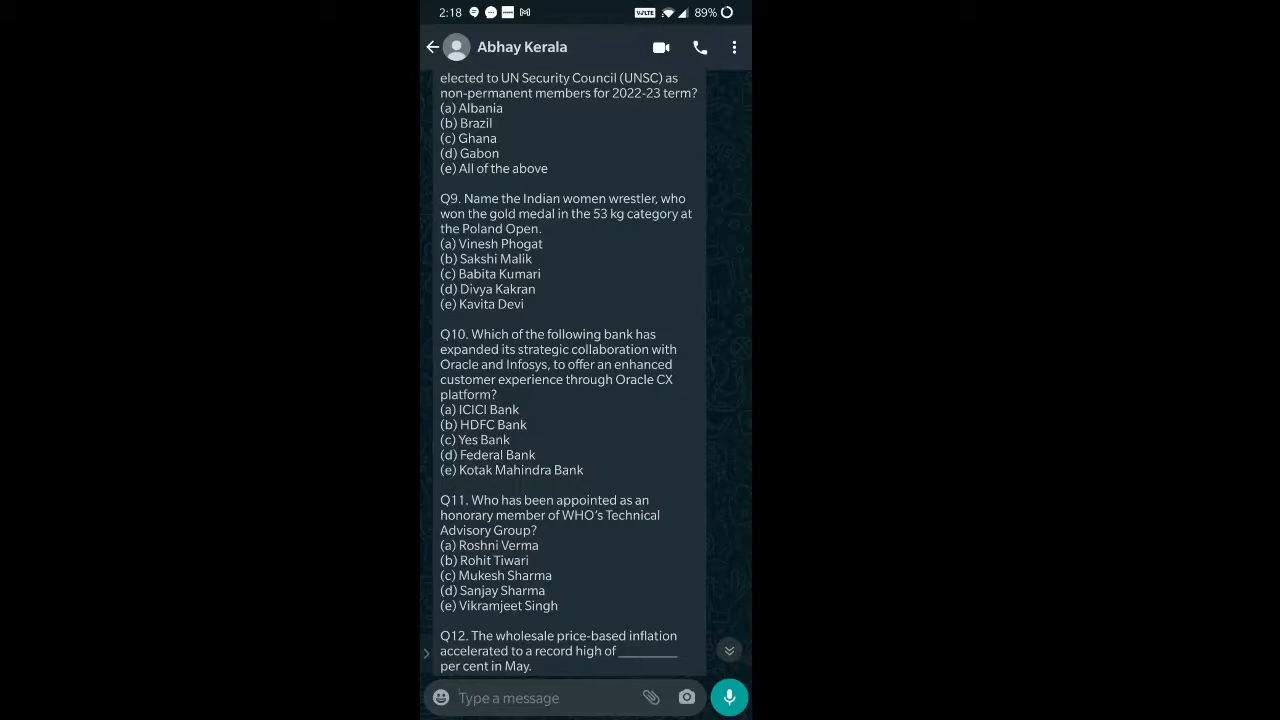 2:18 VoLTE 89%
Abhay Kerala
elected to UN Security Council (UNSC) as
non-permanent members for 2022-23 term?
(a) Albania
(b) Brazil
(c) Ghana
(d) Gabon
(e) All of the above
Q9. Name the Indian women wrestler, who
won the gold medal in the 53 kg category at
the Poland Open.
(a) Vinesh Phogat
(b) Sakshi Malik
(c) Babita Kumari
(d) Divya Kakran
(e) Kavita Devi
Q10. Which of the following bank has
expanded its strategic collaboration with
Oracle and Infosys, to offer an enhanced
customer experience through Oracle CX
platform?
(a) ICICI Bank
(b) HDFC Bank
(c) Yes Bank
(d) Federal Bank
(e) Kotak Mahindra Bank
Q11. Who has been appointed as an
honorary member of WHO’s Technical
Advisory Group?
(a) Roshni Verma
(b) Rohit Tiwari
(c) Mukesh Sharma
(d) Sanjay Sharma
(e) Vikramjeet Singh
Q12. The wholesale price-based inflation
accelerated to a record high of _________
per cent in May.
Type a message